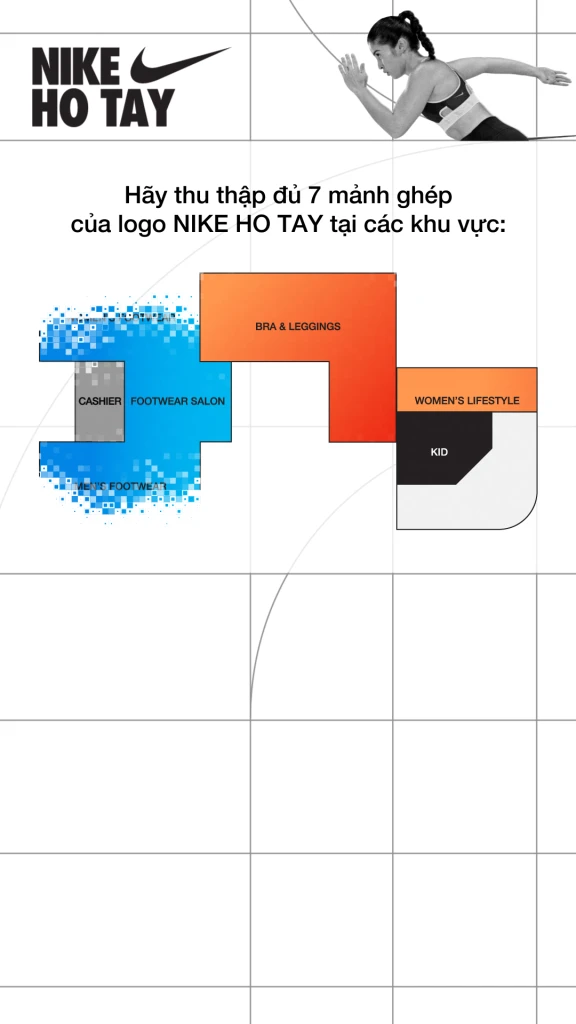 NIKE
HO TAY
Hãy thu thập đủ 7 mảnh ghép
của logo NIKE HO TAY tại các khu vực:
BRA & LEGGINGS
CASHIER
FOOTWEAR SALON
WOMEN'S LIFESTYLE
KID
MEN'S FOOTWEAR